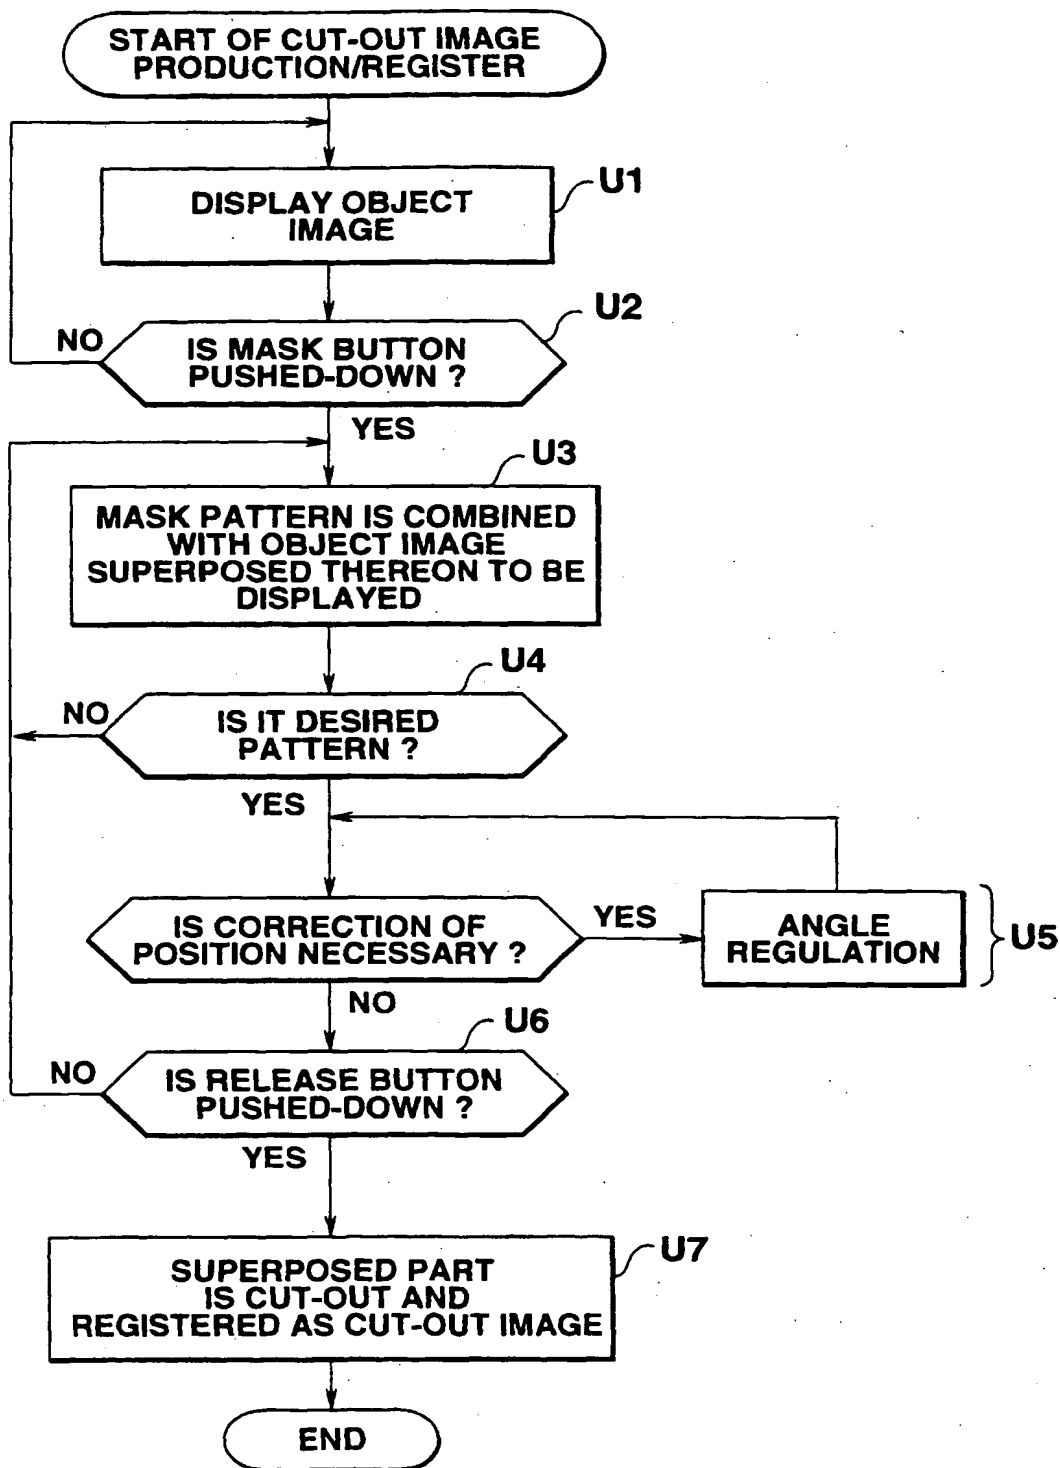 START OF CUT-OUT IMAGE
PRODUCTION/REGISTER
DISPLAY OBJECT
IMAGE
U1
IS MASK BUTTON
PUSHED-DOWN ?
U2
NO
YES
U3
MASK PATTERN IS COMBINED
WITH OBJECT IMAGE
SUPERPOSED THEREON TO BE
DISPLAYED
U4
NO
IS IT DESIRED
PATTERN ?
YES
IS CORRECTION OF
POSITION NECESSARY ?
YES
ANGLE
REGULATION
U5
NO
U6
NO
IS RELEASE BUTTON
PUSHED-DOWN ?
YES
U7
SUPERPOSED PART
IS CUT-OUT AND
REGISTERED AS CUT-OUT IMAGE
END